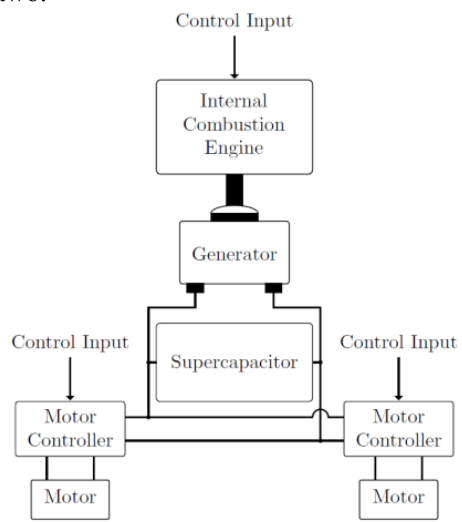 Control Input
Internal
Combustion
Engine
Generator
Control Input
Supercapacitor
Control Input
Motor
Controller
Motor
Controller
Motor
Motor